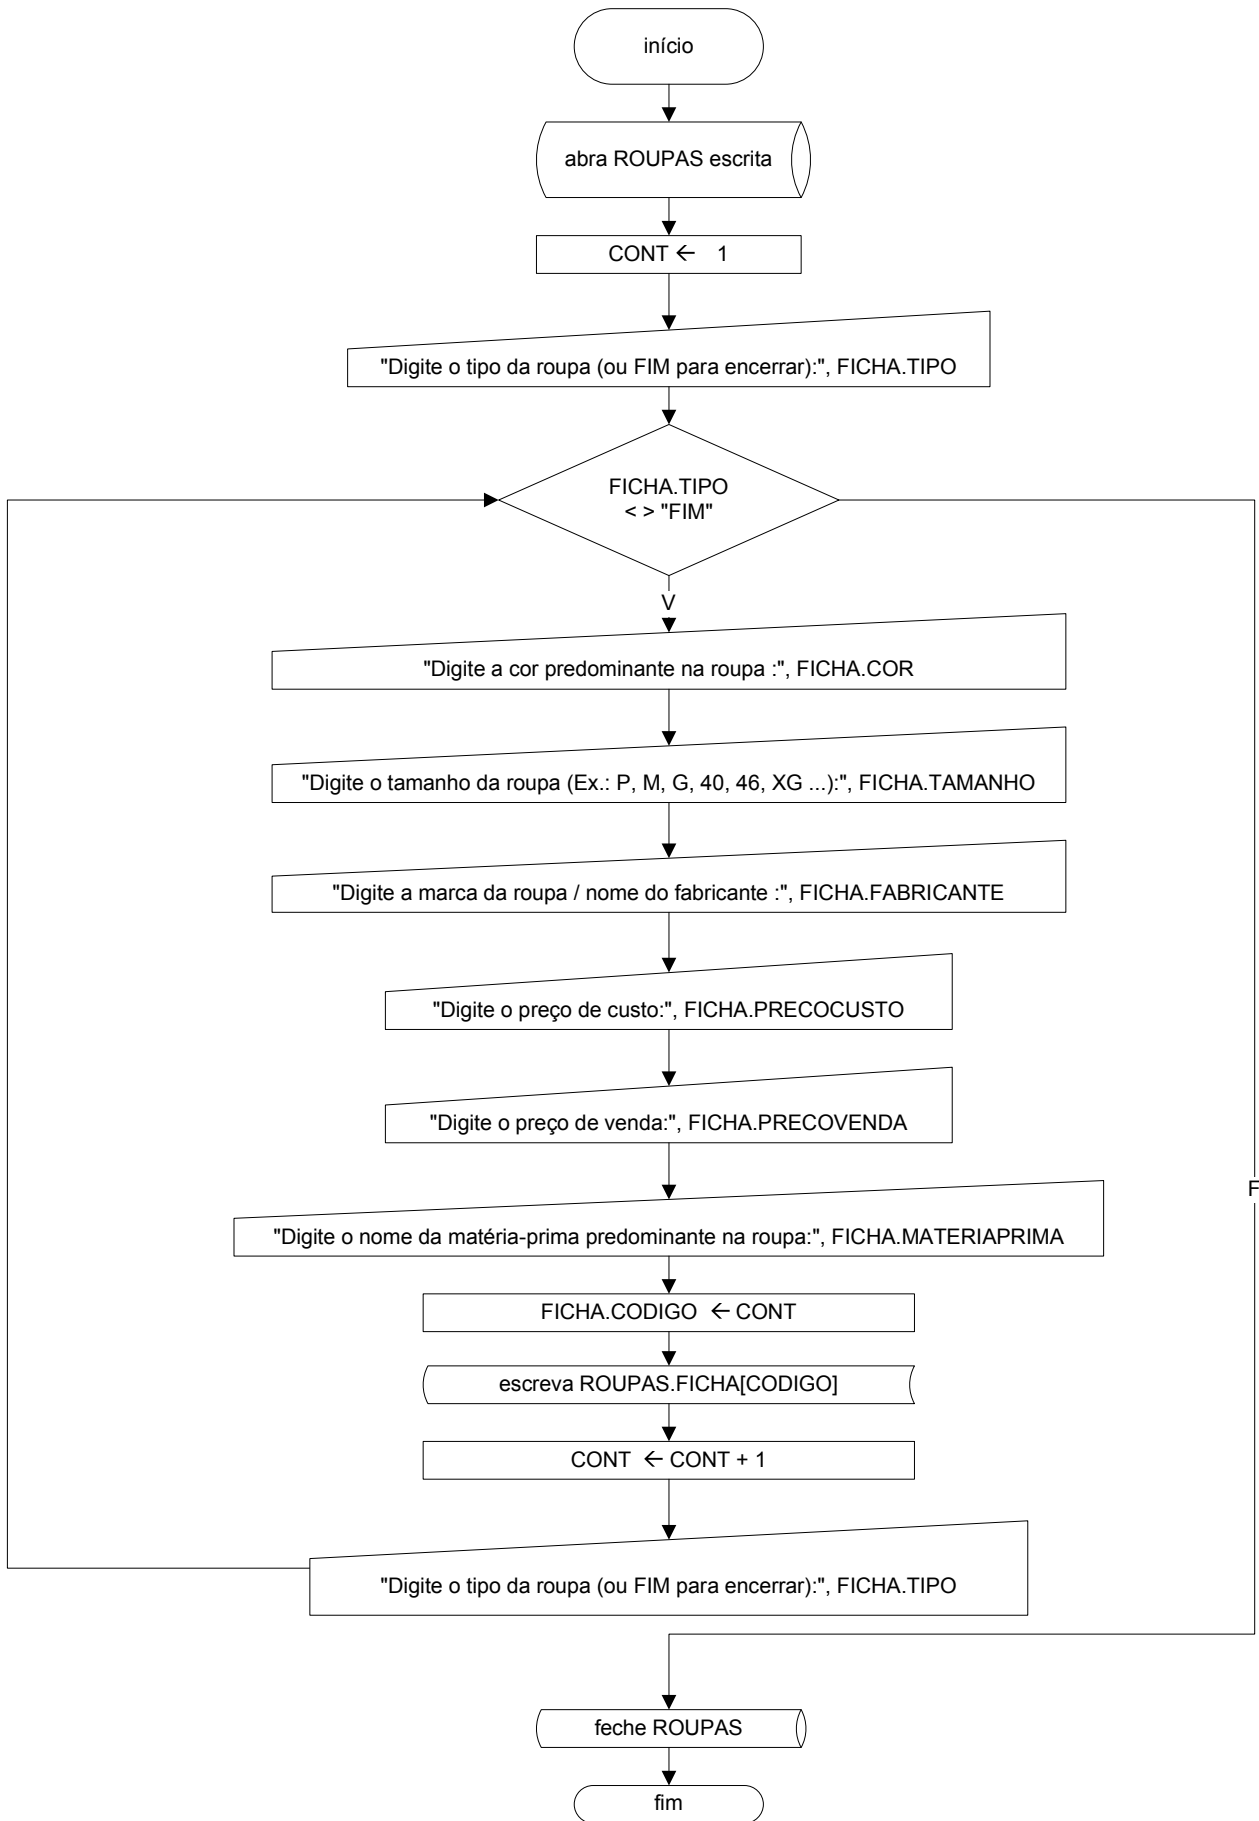 início
abra ROUPAS escrita
CONT ← 1
"Digite o tipo da roupa (ou FIM para encerrar):", FICHA.TIPO
FICHA.TIPO
< > "FIM"
V
"Digite a cor predominante na roupa :", FICHA.COR
"Digite o tamanho da roupa (Ex.: P, M, G, 40, 46, XG ...):", FICHA.TAMANHO
"Digite a marca da roupa / nome do fabricante :", FICHA.FABRICANTE
"Digite o preço de custo:", FICHA.PRECOCUSTO
"Digite o preço de venda:", FICHA.PRECOVENDA
F
"Digite o nome da matéria-prima predominante na roupa:", FICHA.MATERIAPRIMA
FICHA.CODIGO ← CONT
escreva ROUPAS.FICHA[CODIGO]
CONT ← CONT + 1
"Digite o tipo da roupa (ou FIM para encerrar):", FICHA.TIPO
feche ROUPAS
fim